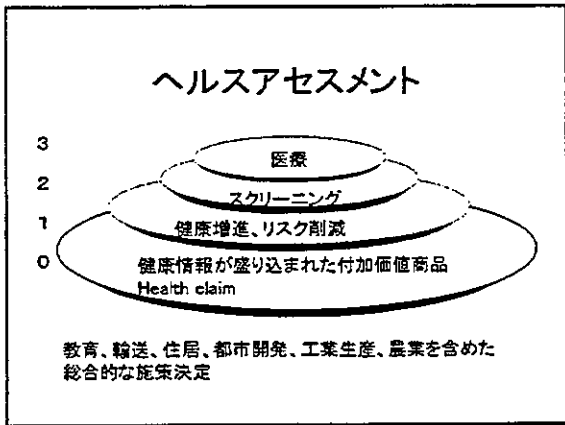 ヘルスアセスメント
3
医療
2
スクリーニング
1
健康増進、リスク削減
0
健康情報が盛り込まれた付加価値商品
Health claim
教育、輸送、住居、都市開発、工業生産、農業を含めた
総合的な施策決定